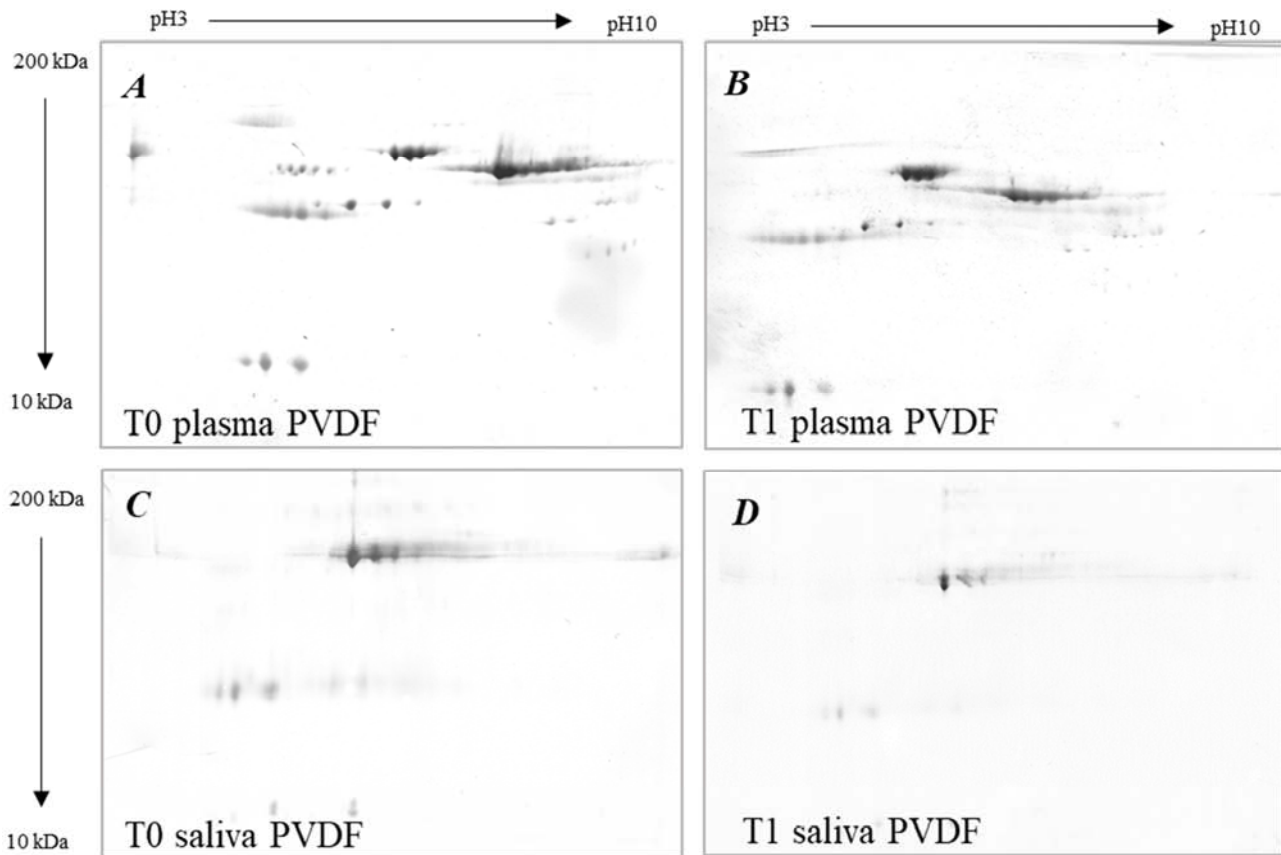 pH3 pH10 pH3 pH10
200 kDa
A B
10 kDa
T0 plasma PVDF T1 plasma PVDF
200 kDa
C D
10 kDa
T0 saliva PVDF T1 saliva PVDF